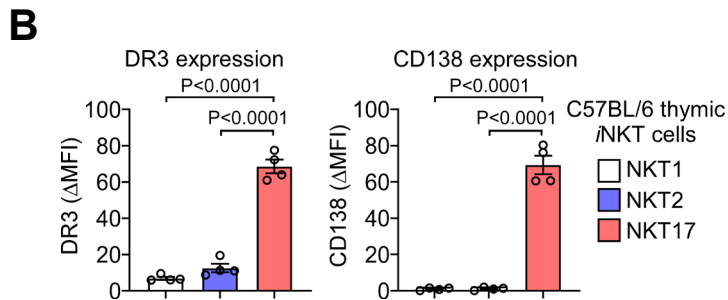 B
DR3 expression
P<0.0001
P<0.0001
DR3 (ΔMFI)
100
80
60
40
20
0
CD138 expression
P<0.0001
P<0.0001
CD138 (ΔMFI)
100
80
60
40
20
0
C57BL/6 thymic
iNKT cells
NKT1
NKT2
NKT17